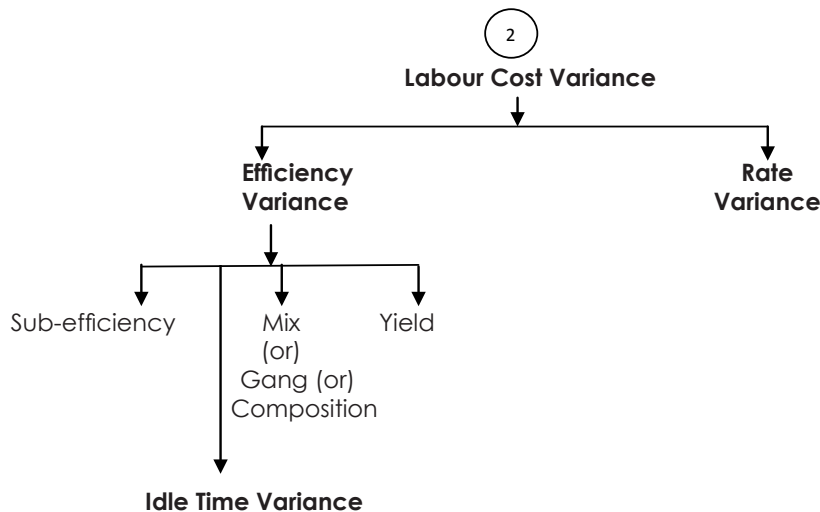 2
Labour Cost Variance
Efficiency
Variance
Rate
Variance
Sub-efficiency
Mix
(or)
Gang (or)
Composition
Yield
Idle Time Variance